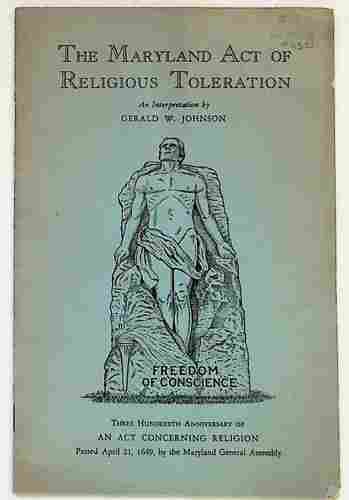 THE MARYLAND ACT OF
RELIGIOUS TOLERATION
An Interpretation by
GERALD W. JOHNSON
FREEDOM
OF CONSCIENCE
THREE HUNDREDTH ANNIVERSARY OF
AN ACT CONCERNING RELIGION
Passed April 21, 1649, by the Maryland General Assembly.